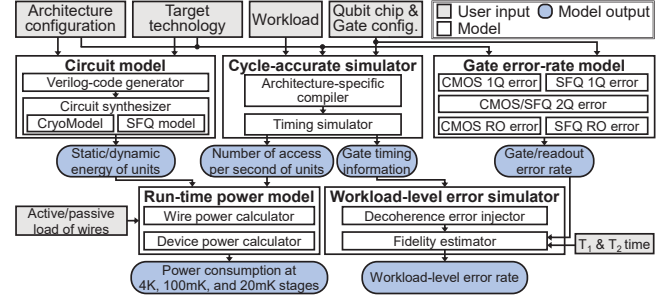 Architecture
configuration
Target
technology
Workload
Qubit chip &
Gate config.
User input
Model output
Model
Circuit model
Verilog-code generator
Circuit synthesizer
CryoModel
SFQ model
Cycle-accurate simulator
Architecture-specific
compiler
Timing simulator
Gate error-rate model
CMOS 1Q error
SFQ 1Q error
CMOS/SFQ 2Q error
CMOS RO error
SFQ RO error
Static/dynamic
energy of units
Number of access
per second of units
Gate timing
information
Gate/readout
error rate
Run-time power model
Wire power calculator
Device power calculator
Workload-level error simulator
Decoherence error injector
Fidelity estimator
Active/passive
load of wires
T₁ & T₂ time
Power consumption at
4K, 100mK, and 20mK stages
Workload-level error rate